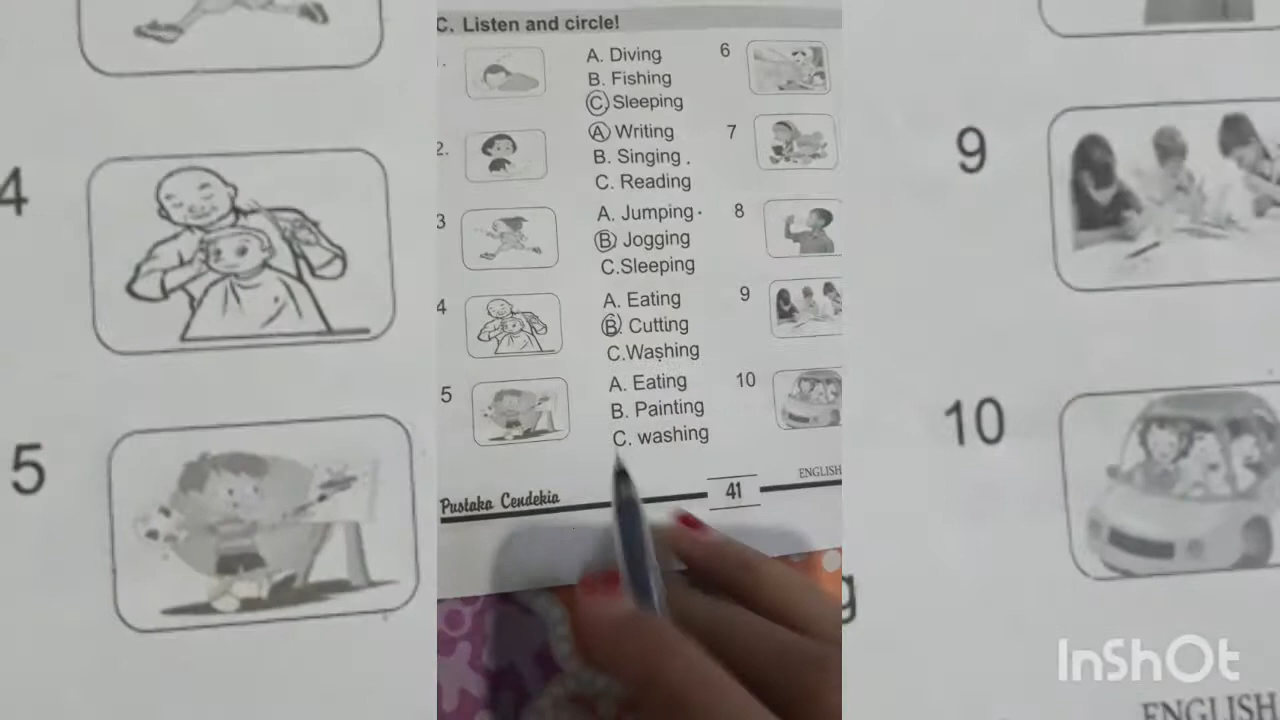 C. Listen and circle!
A. Diving
B. Fishing
C. Sleeping
2.
A Writing
B. Singing .
C. Reading
3
A. Jumping
B Jogging
C.Sleeping
4
A. Eating
B. Cutting
C.Washing
5
A. Eating
B. Painting
C. washing
6
7
8
9
10
Pustaka Cendekia
41
ENGLISH
4
5
9
10
InShOt
ENGLISH